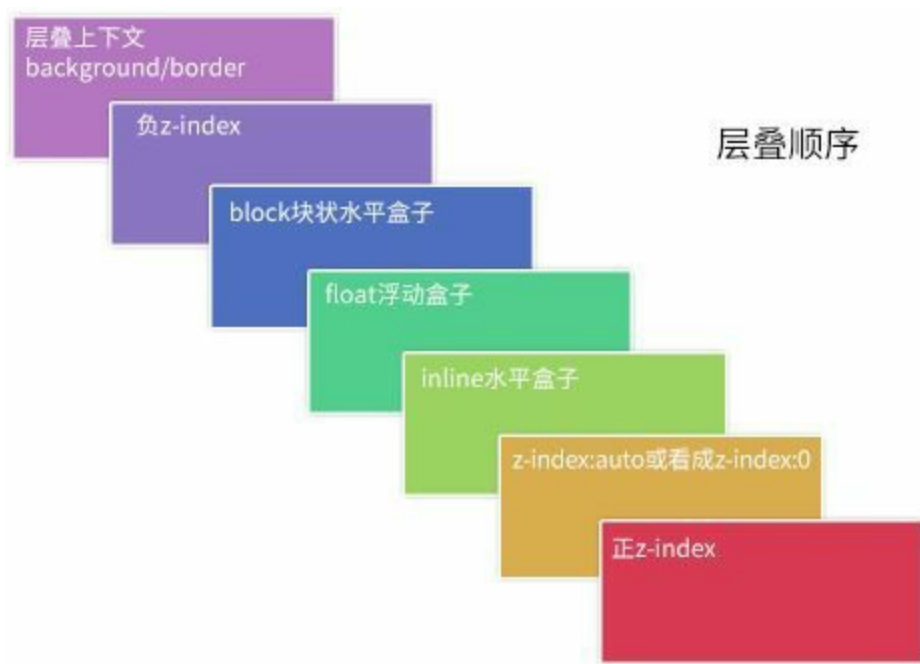 层叠上下文
background/border
负z-index
层叠顺序
block块状水平盒子
float浮动盒子
inline水平盒子
z-index:auto或看成z-index:0
正z-index